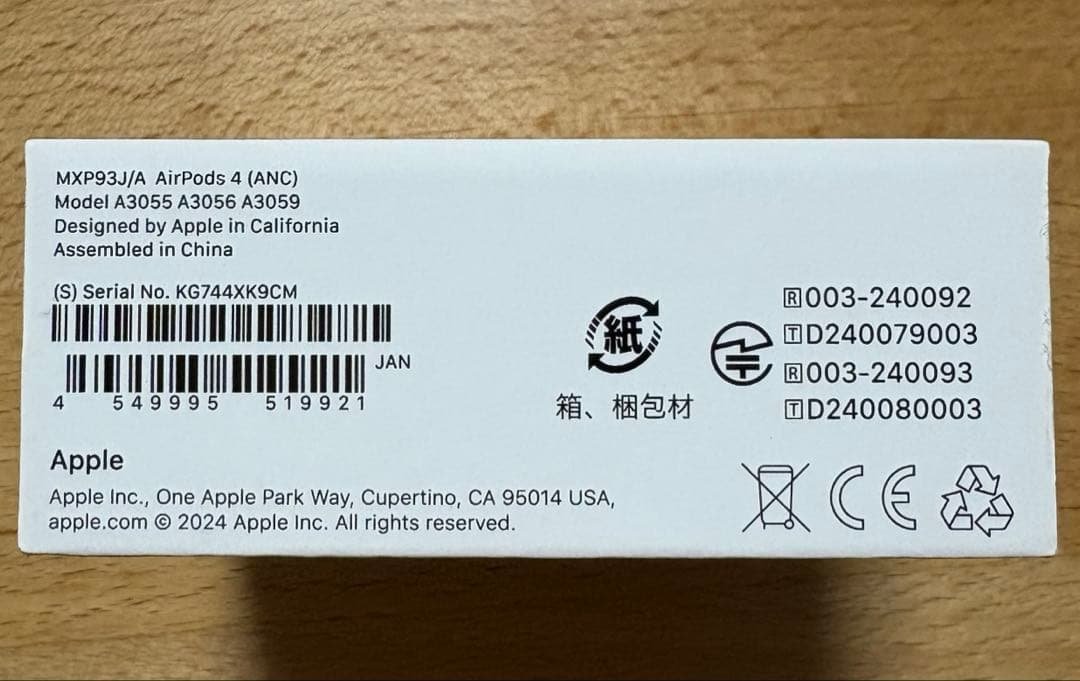 MXP93J/A AirPods 4 (ANC)
Model A3055 A3056 A3059
Designed by Apple in California
Assembled in China
(S) Serial No. KG744XK9CM
JAN
4 549995 519921
紙
箱、梱包材
R003-240092
TD240079003
R003-240093
TD240080003
Apple
Apple Inc., One Apple Park Way, Cupertino, CA 95014 USA,
apple.com © 2024 Apple Inc. All rights reserved.
CE